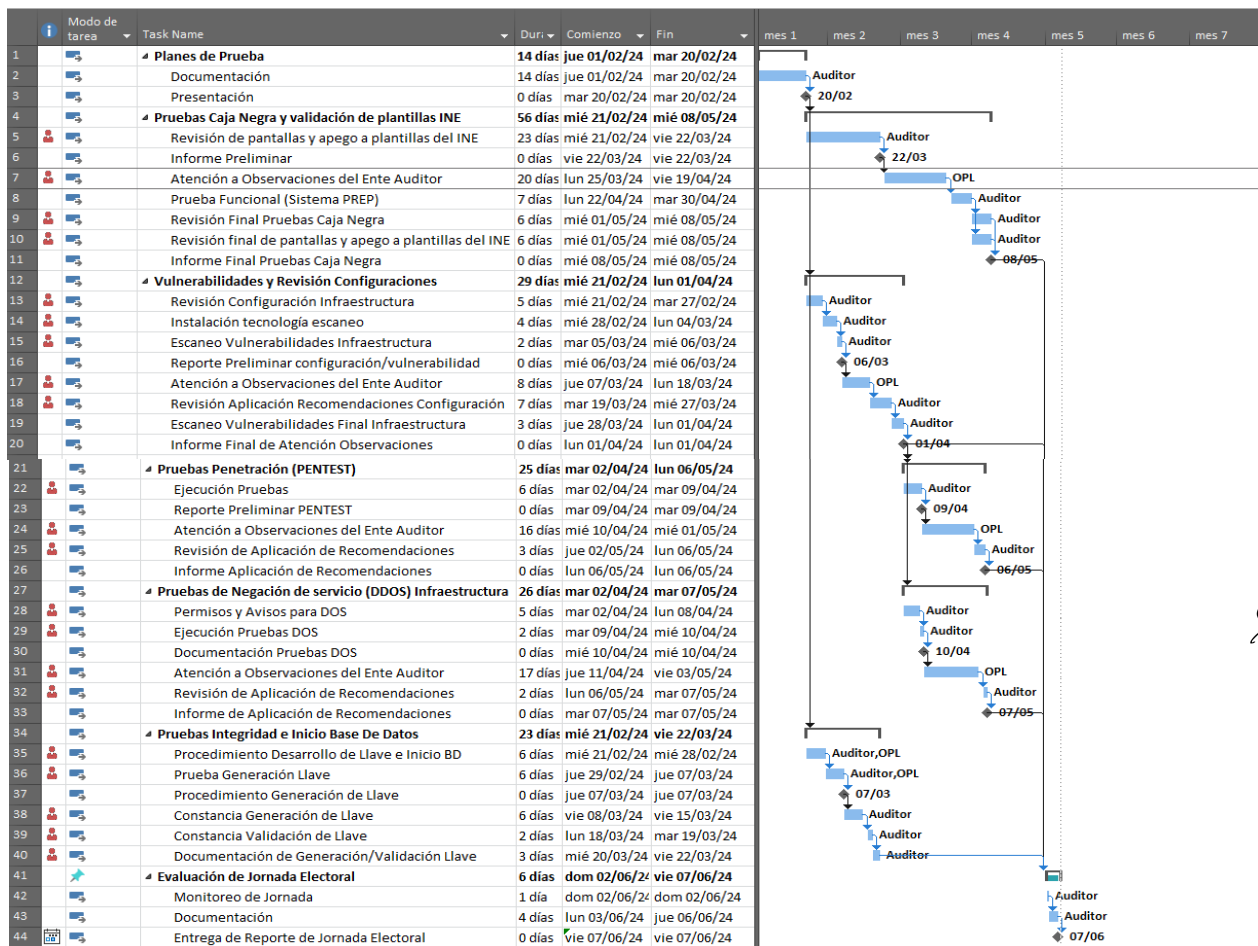 Modo de tarea Task Name Dura Comienzo Fin mes 1 mes 2 mes 3 mes 4 mes 5 mes 6 mes 7
1 Planes de Prueba 14 días jue 01/02/24 mar 20/02/24
2 Documentación 14 días jue 01/02/24 mar 20/02/24 Auditor
3 Presentación 0 días mar 20/02/24 mar 20/02/24 20/02
4 Pruebas Caja Negra y validación de plantillas INE 56 días mié 21/02/24 mié 08/05/24
5 Revisión de pantallas y apego a plantillas del INE 23 días mié 21/02/24 vie 22/03/24 Auditor
6 Informe Preliminar 0 días vie 22/03/24 vie 22/03/24 22/03
7 Atención a Observaciones del Ente Auditor 20 días lun 25/03/24 vie 19/04/24 OPL
8 Prueba Funcional (Sistema PREP) 7 días lun 22/04/24 mar 30/04/24 Auditor
9 Revisión Final Pruebas Caja Negra 6 días mié 01/05/24 mié 08/05/24 Auditor
10 Revisión final de pantallas y apego a plantillas del INE 6 días mié 01/05/24 mié 08/05/24 Auditor
11 Informe Final Pruebas Caja Negra 0 días mié 08/05/24 mié 08/05/24 08/05
12 Vulnerabilidades y Revisión Configuraciones 29 días mié 21/02/24 lun 01/04/24
13 Revisión Configuración Infraestructura 5 días mié 21/02/24 mar 27/02/24 Auditor
14 Instalación tecnología escaneo 4 días mié 28/02/24 lun 04/03/24 Auditor
15 Escaneo Vulnerabilidades Infraestructura 2 días mar 05/03/24 mié 06/03/24 Auditor
16 Reporte Preliminar configuración/vulnerabilidad 0 días mié 06/03/24 mié 06/03/24 06/03
17 Atención a Observaciones del Ente Auditor 8 días jue 07/03/24 lun 18/03/24 OPL
18 Revisión Aplicación Recomendaciones Configuración 7 días mar 19/03/24 mié 27/03/24 Auditor
19 Escaneo Vulnerabilidades Final Infraestructura 3 días jue 28/03/24 lun 01/04/24 Auditor
20 Informe Final de Atención Observaciones 0 días lun 01/04/24 lun 01/04/24 01/04
21 Pruebas Penetración (PENTEST) 25 días mar 02/04/24 lun 06/05/24
22 Ejecución Pruebas 6 días mar 02/04/24 mar 09/04/24 Auditor
23 Reporte Preliminar PENTEST 0 días mar 09/04/24 mar 09/04/24 09/04
24 Atención a Observaciones del Ente Auditor 16 días mié 10/04/24 mié 01/05/24 OPL
25 Revisión de Aplicación de Recomendaciones 3 días jue 02/05/24 lun 06/05/24 Auditor
26 Informe Aplicación de Recomendaciones 0 días lun 06/05/24 lun 06/05/24 06/05
27 Pruebas de Negación de servicio (DDOS) Infraestructura 26 días mar 02/04/24 mar 07/05/24
28 Permisos y Avisos para DOS 5 días mar 02/04/24 lun 08/04/24 Auditor
29 Ejecución Pruebas DOS 2 días mar 09/04/24 mié 10/04/24 Auditor
30 Documentación Pruebas DOS 0 días mié 10/04/24 mié 10/04/24 10/04
31 Atención a Observaciones del Ente Auditor 17 días jue 11/04/24 vie 03/05/24 OPL
32 Revisión de Aplicación de Recomendaciones 2 días lun 06/05/24 mar 07/05/24 Auditor
33 Informe de Aplicación de Recomendaciones 0 días mar 07/05/24 mar 07/05/24 07/05
34 Pruebas Integridad e Inicio Base De Datos 23 días mié 21/02/24 vie 22/03/24
35 Procedimiento Desarrollo de Llave e Inicio BD 6 días mié 21/02/24 mié 28/02/24 Auditor,OPL
36 Prueba Generación Llave 6 días jue 29/02/24 jue 07/03/24 Auditor,OPL
37 Procedimiento Generación de Llave 0 días jue 07/03/24 jue 07/03/24 07/03
38 Constancia Generación de Llave 6 días vie 08/03/24 vie 15/03/24 Auditor
39 Constancia Validación de Llave 2 días lun 18/03/24 mar 19/03/24 Auditor
40 Documentación de Generación/Validación Llave 3 días mié 20/03/24 vie 22/03/24 Auditor
41 Evaluación de Jornada Electoral 6 días dom 02/06/24 vie 07/06/24
42 Monitoreo de Jornada 1 día dom 02/06/24 dom 02/06/24 Auditor
43 Documentación 4 días lun 03/06/24 jue 06/06/24 Auditor
44 Entrega de Reporte de Jornada Electoral 0 días vie 07/06/24 vie 07/06/24 07/06